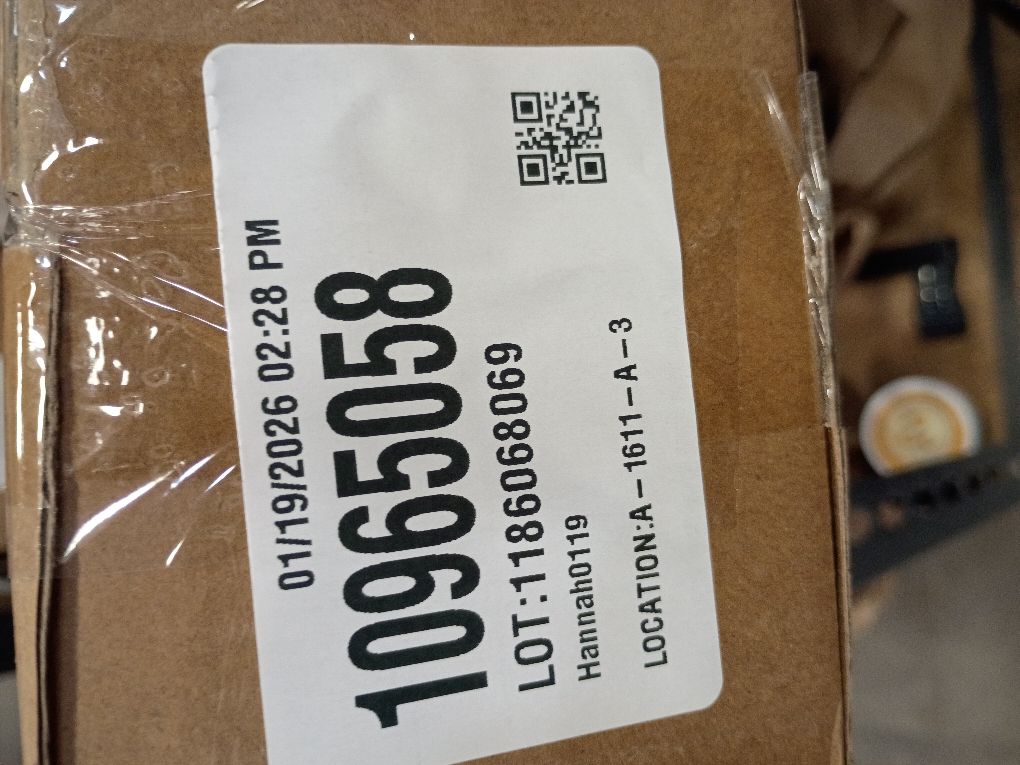 01/19/2026 02:28 PM
10965058
LOT:1186068069
Hannah0119
LOCATION:A-1611-A-3